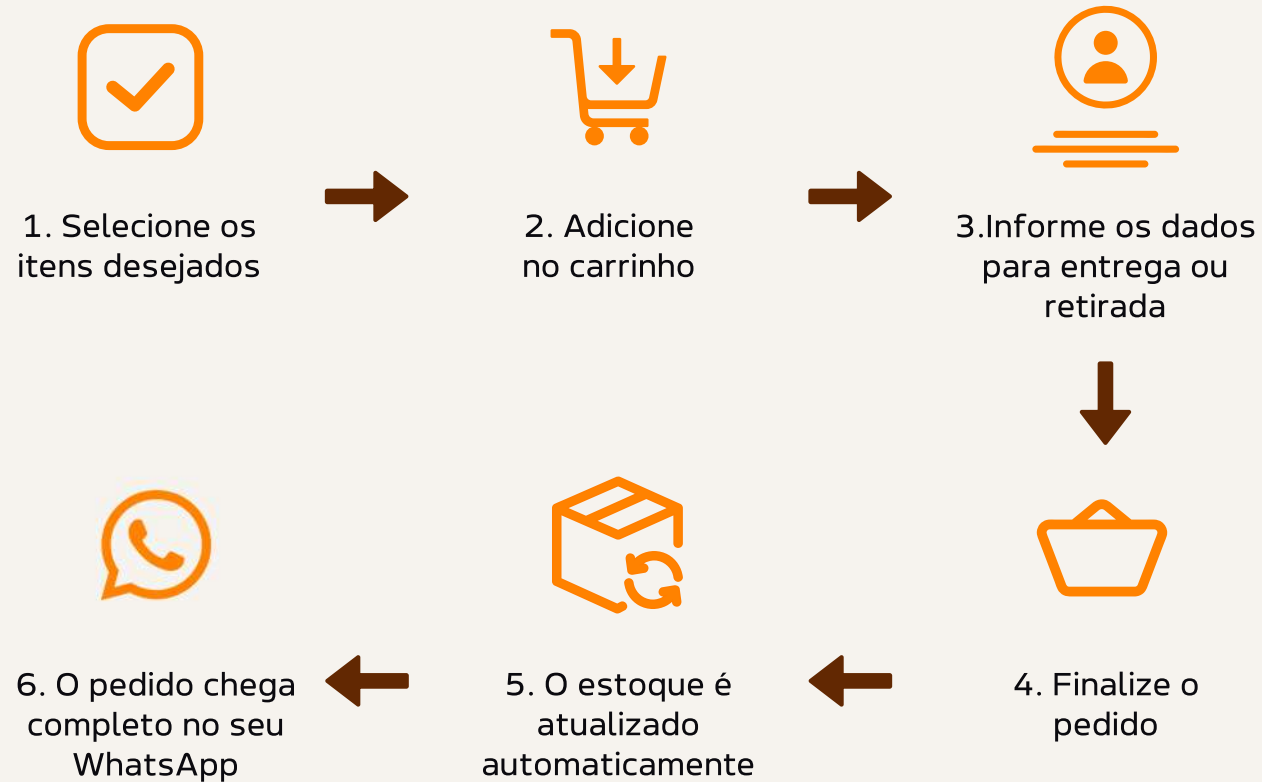 1. Selecione os
itens desejados
2. Adicione
no carrinho
3.Informe os dados
para entrega ou
retirada
4. Finalize o
pedido
5. O estoque é
atualizado
automaticamente
6. O pedido chega
completo no seu
WhatsApp